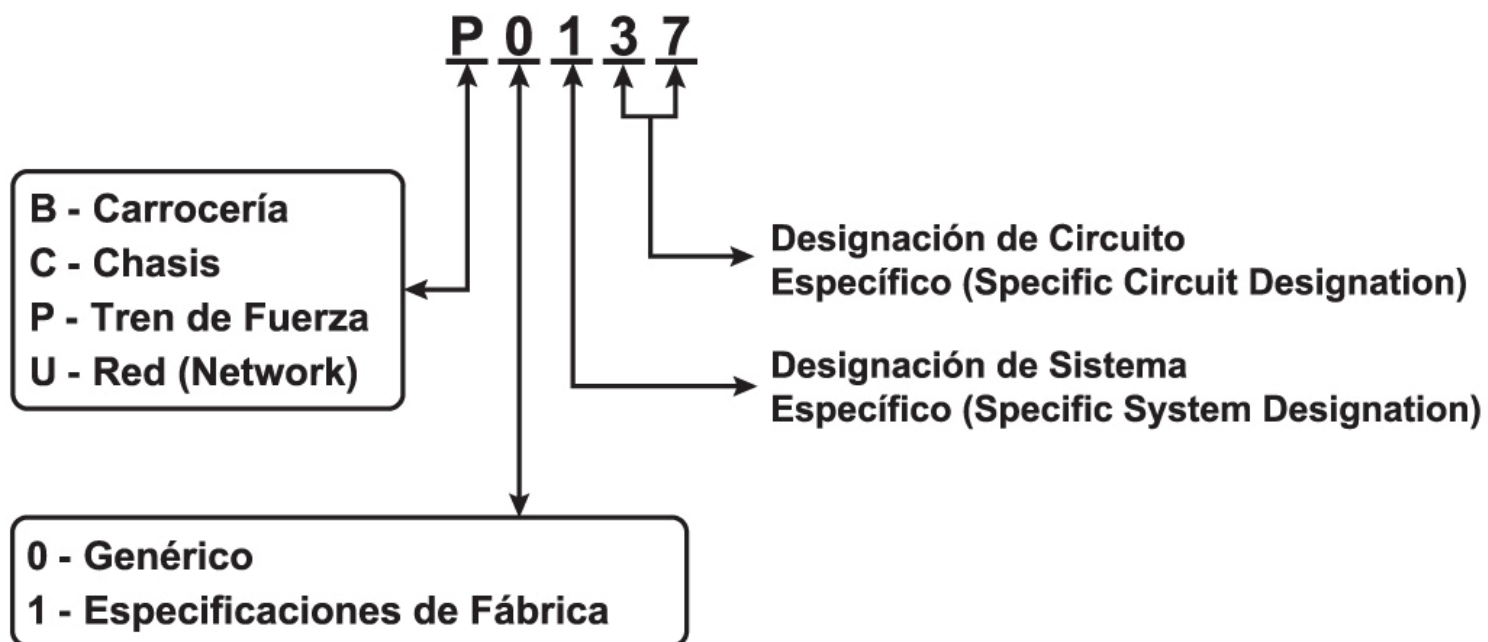 P 0 1 3 7
B - Carrocería
C - Chasis
P - Tren de Fuerza
U - Red (Network)
Designación de Circuito
Específico (Specific Circuit Designation)
Designación de Sistema
Específico (Specific System Designation)
0 - Genérico
1 - Especificaciones de Fábrica